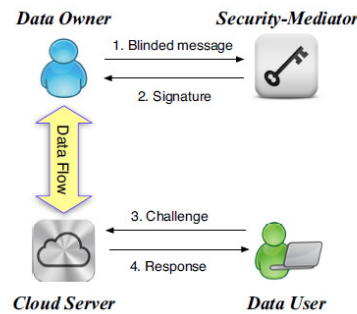 Data Owner
Security-Mediator
1. Blinded message
2. Signature
Data Flow
3. Challenge
4. Response
Cloud Server
Data User